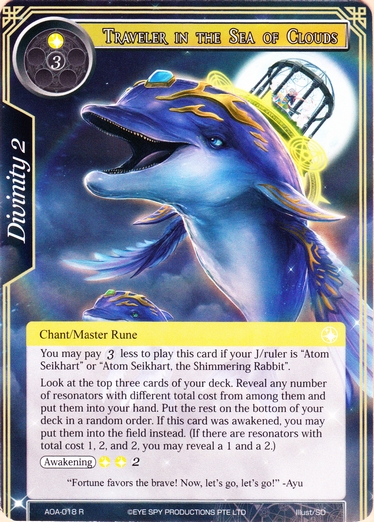 Traveler in the Sea of Clouds
3
Divinity 2
Chant/Master Rune
You may pay 3 less to play this card if your J/ruler is “Atom
Seikhart” or “Atom Seikhart, the Shimmering Rabbit”.
Look at the top three cards of your deck. Reveal any number
of resonators with different total cost from among them and
put them into your hand. Put the rest on the bottom of your
deck in a random order. If this card was awakened, you may
put them into the field instead. (If there are resonators with
total cost 1, 2, and 2, you may reveal a 1 and a 2.)
Awakening 2
“Fortune favors the brave! Now, let's go, let's go!” -Ayu
AOA-018 R ©EYE SPY PRODUCTIONS PTE LTD Illust/SO